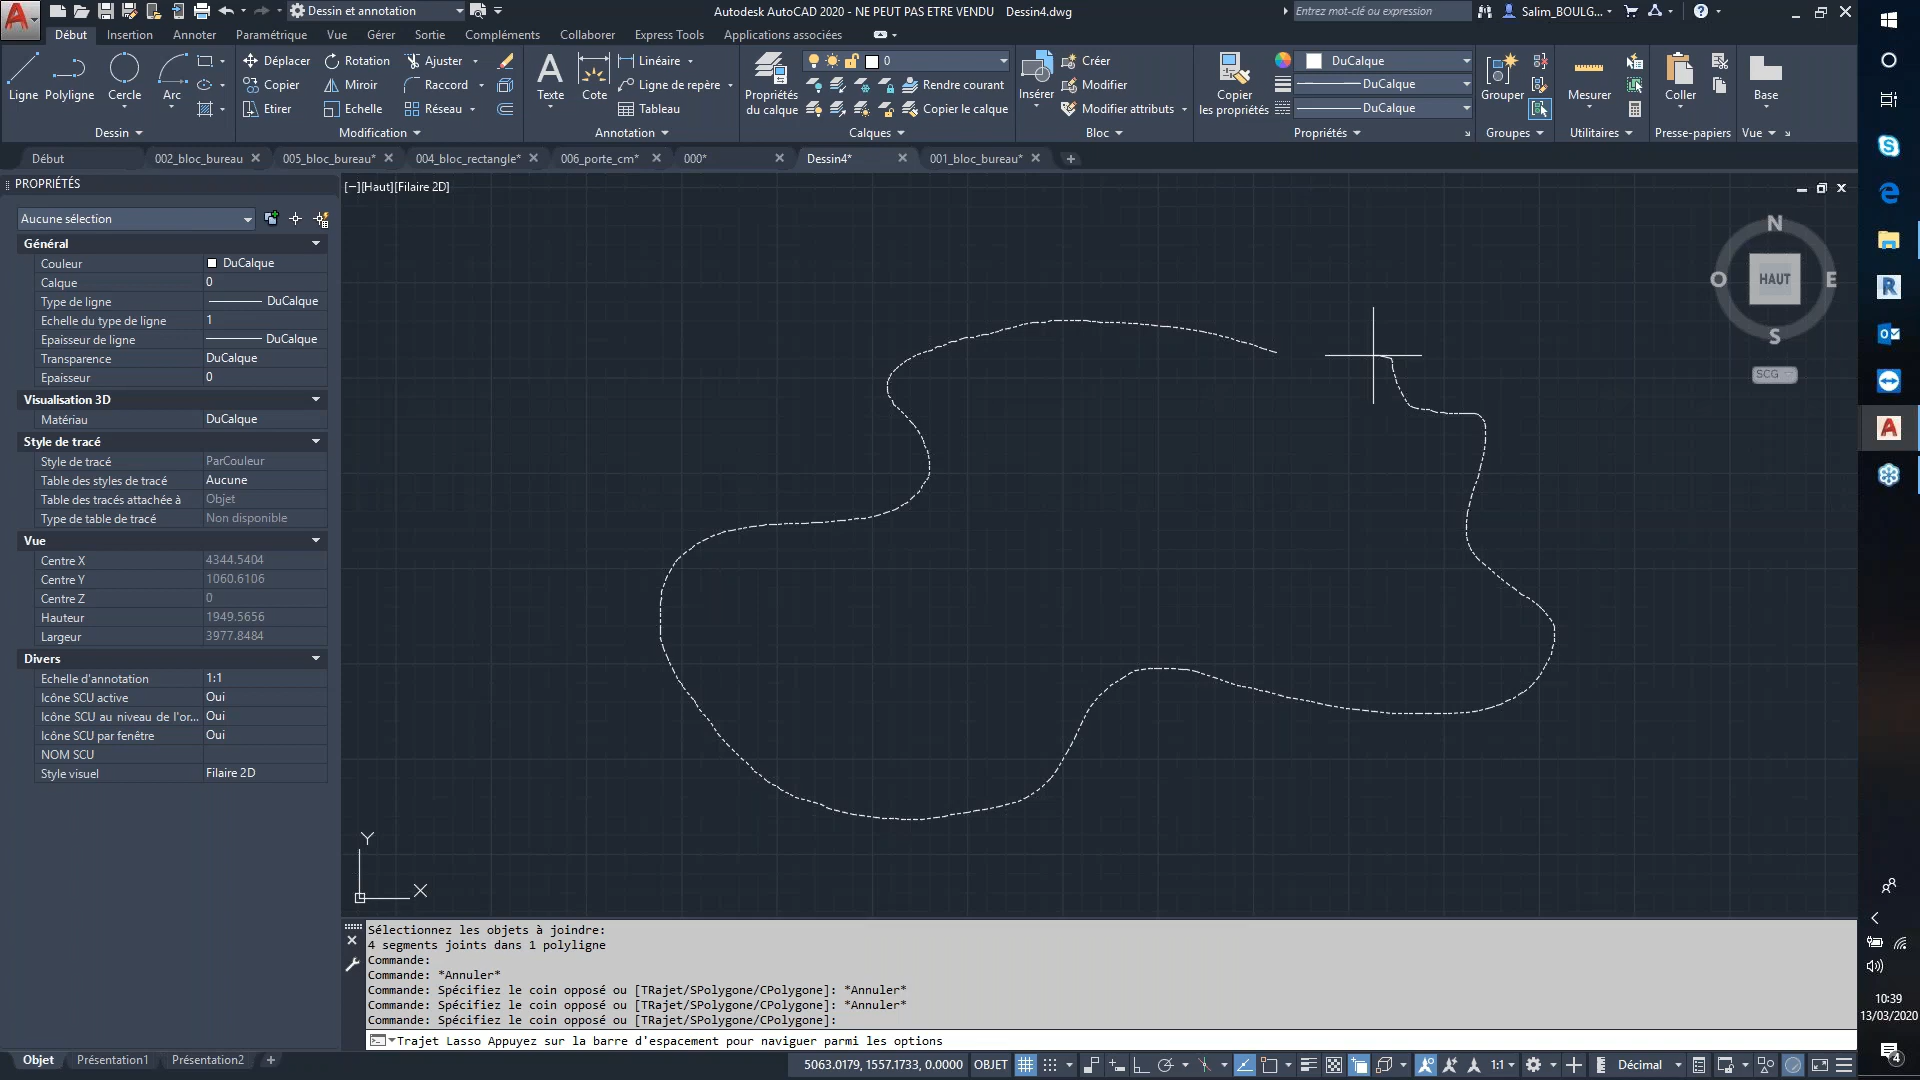 Dessin et annotation
Autodesk AutoCAD 2020 - NE PEUT PAS ETRE VENDU Dessin4.dwg
Entrez mot-clé ou expression
Salim_BOULG...
Début Insertion Annoter Paramétrique Vue Gérer Sortie Compléments Collaborer Express Tools Applications associées
Ligne Polyligne Cercle Arc
Dessin
Déplacer Rotation Ajuster
Copier Miroir Raccord
Etirer Echelle Réseau
Modification
Texte Cote
Linéaire
Ligne de repère
Tableau
Annotation
Propriétés du calque
0
Rendre courant
Copier le calque
Calques
Insérer
Créer
Modifier
Modifier attributs
Bloc
Copier les propriétés
DuCalque
DuCalque
DuCalque
Propriétés
Grouper
Groupes
Mesurer
Utilitaires
Coller
Presse-papiers
Base
Vue
Début 002_bloc_bureau 005_bloc_bureau* 004_bloc_rectangle* 006_porte_cm* 000* Dessin4* 001_bloc_bureau*
PROPRIÉTÉS
Aucune sélection
Général
Couleur DuCalque
Calque 0
Type de ligne DuCalque
Echelle du type de ligne 1
Epaisseur de ligne DuCalque
Transparence DuCalque
Epaisseur 0
Visualisation 3D
Matériau DuCalque
Style de tracé
Style de tracé ParCouleur
Table des styles de tracé Aucune
Table des tracés attachée à Objet
Type de table de tracé Non disponible
Vue
Centre X 4344.5404
Centre Y 1060.6106
Centre Z 0
Hauteur 1949.5656
Largeur 3977.8484
Divers
Echelle d'annotation 1:1
Icône SCU active Oui
Icône SCU au niveau de l'or... Oui
Icône SCU par fenêtre Oui
NOM SCU
Style visuel Filaire 2D
[−][Haut][Filaire 2D]
N
O HAUT E
S
SCG
Y
X
Sélectionnez les objets à joindre:
4 segments joints dans 1 polyligne
Commande:
Commande: *Annuler*
Commande: Spécifiez le coin opposé ou [TRajet/SPolygone/CPolygone]: *Annuler*
Commande: Spécifiez le coin opposé ou [TRajet/SPolygone/CPolygone]: *Annuler*
Commande: Spécifiez le coin opposé ou [TRajet/SPolygone/CPolygone]:
Trajet Lasso Appuyez sur la barre d'espacement pour naviguer parmi les options
Objet Présentation1 Présentation2
5063.0179, 1557.1733, 0.0000 OBJET
1:1
Décimal
10:39
13/03/2020
4